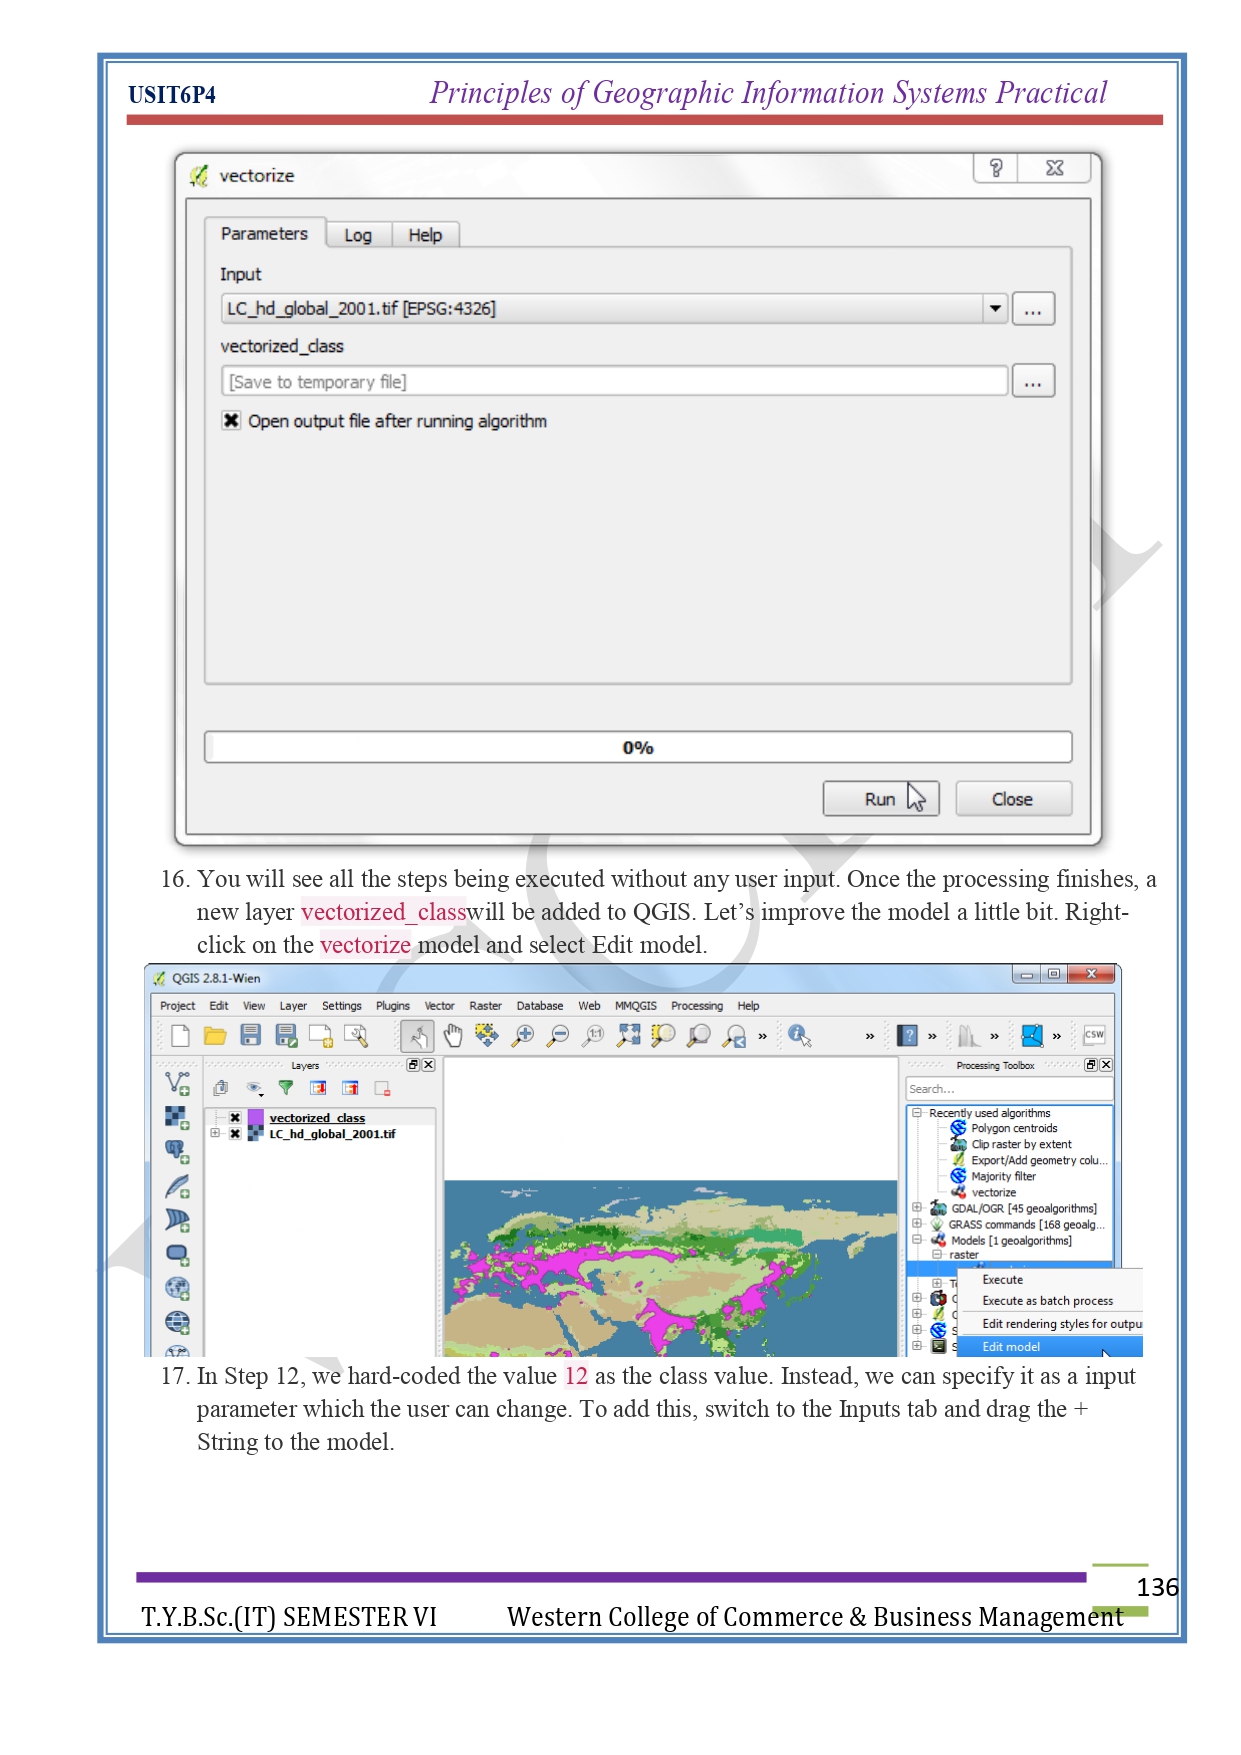 USIT6P4 Principles of Geographic Information Systems Practical
vectorize
Parameters Log Help
Input
LC_hd_global_2001.tif [EPSG:4326] ...
vectorized_class
[Save to temporary file] ...
Open output file after running algorithm
0%
Run Close
16. You will see all the steps being executed without any user input. Once the processing finishes, a
new layer vectorized_classwill be added to QGIS. Let’s improve the model a little bit. Right-
click on the vectorize model and select Edit model.
QGIS 2.8.1-Wien
Project Edit View Layer Settings Plugins Vector Raster Database Web MMQGIS Processing Help
1:1 » » » » » CSW
Layers
Processing Toolbox
Search...
vectorized_class
LC_hd_global_2001.tif
Recently used algorithms
Polygon centroids
Clip raster by extent
Export/Add geometry colu...
Majority filter
vectorize
GDAL/OGR [45 geoalgorithms]
GRASS commands [168 geoalg...
Models [1 geoalgorithms]
raster
Execute
Execute as batch process
Edit rendering styles for outpu
Edit model
17. In Step 12, we hard-coded the value 12 as the class value. Instead, we can specify it as a input
parameter which the user can change. To add this, switch to the Inputs tab and drag the +
String to the model.
136
T.Y.B.Sc.(IT) SEMESTER VI Western College of Commerce & Business Management